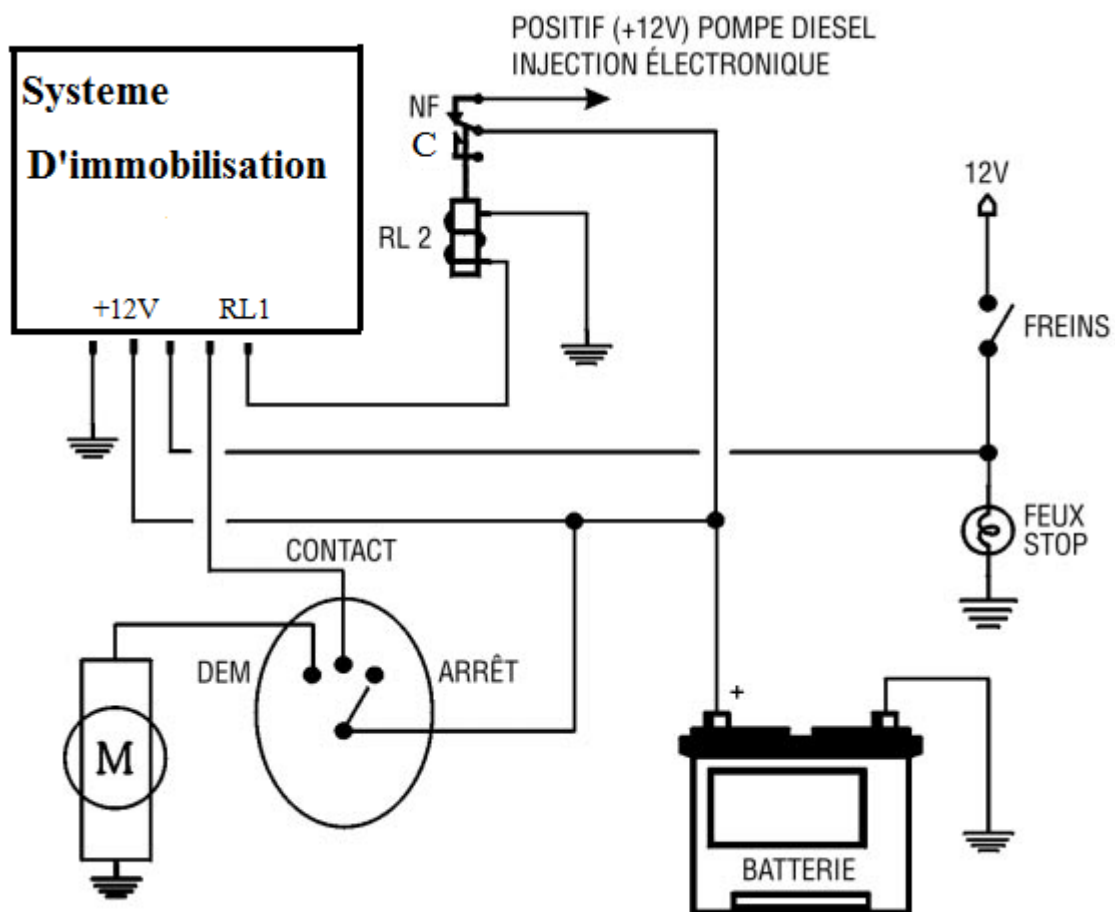 POSITIF (+12V) POMPE DIESEL
INJECTION ÉLECTRONIQUE
Systeme
D'immobilisation
NF
C
RL 2
12V
+12V
RL1
FREINS
CONTACT
FEUX
STOP
DEM
ARRÊT
+
M
BATTERIE